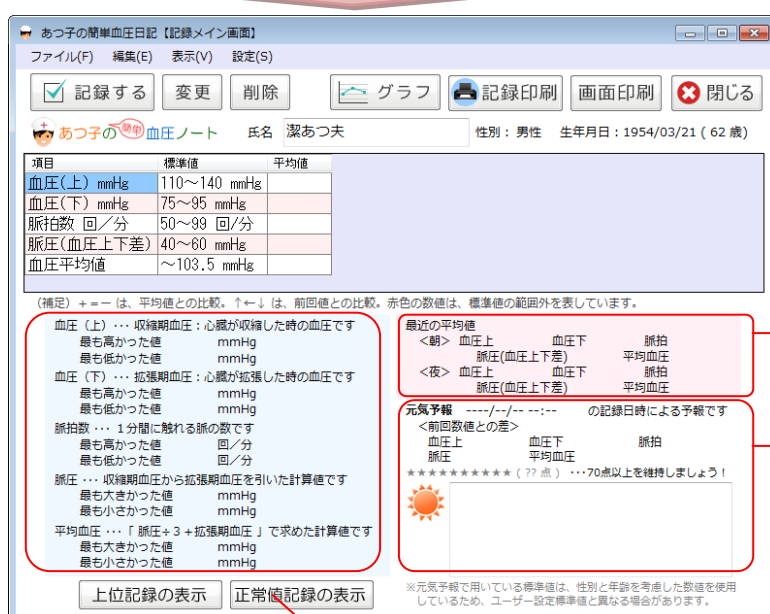 あつ子の簡単血圧日記【記録メイン画面】
ファイル(F) 編集(E) 表示(V) 設定(S)
記録する 変更 削除 グラフ 記録印刷 画面印刷 閉じる
あつ子の簡単血圧ノート 氏名 潔あつ夫 性別： 男性 生年月日：1954/03/21 ( 62 歳)
項目 標準値 平均値
血圧(上) mmHg 110～140 mmHg
血圧(下) mmHg 75～95 mmHg
脈拍数 回／分 50～99 回/分
脈圧(血圧上下差) 40～60 mmHg
血圧平均値 ～103.5 mmHg
（補足）＋＝－ は、平均値との比較。↑←↓ は、前回値との比較。赤色の数値は、標準値の範囲外を表しています。
血圧（上）･･･ 収縮期血圧：心臓が収縮した時の血圧です
最も高かった値 mmHg
最も低かった値 mmHg
血圧（下）･･･ 拡張期血圧：心臓が拡張した時の血圧です
最も高かった値 mmHg
最も低かった値 mmHg
脈拍数 ･･･ １分間に触れる脈の数です
最も高かった値 回／分
最も低かった値 回／分
脈圧 ･･･ 収縮期血圧から拡張期血圧を引いた計算値です
最も大きかった値 mmHg
最も小さかった値 mmHg
平均血圧 ･･･「 脈圧÷３＋拡張期血圧 」で求めた計算値です
最も大きかった値 mmHg
最も小さかった値 mmHg
上位記録の表示 正常値記録の表示
最近の平均値
＜朝＞ 血圧上 血圧下 脈拍
脈圧(血圧上下差) 平均血圧
＜夜＞ 血圧上 血圧下 脈拍
脈圧(血圧上下差) 平均血圧
元気予報 ----/--/-- --:-- の記録日時による予報です
＜前回数値との差＞
血圧上 血圧下 脈拍
脈圧 平均血圧
★★★★★★★★★★ ( ?? 点 ) ･･･70点以上を維持しましょう！
※元気予報で用いている標準値は、性別と年齢を考慮した数値を使用
しているため、ユーザー設定標準値と異なる場合があります。